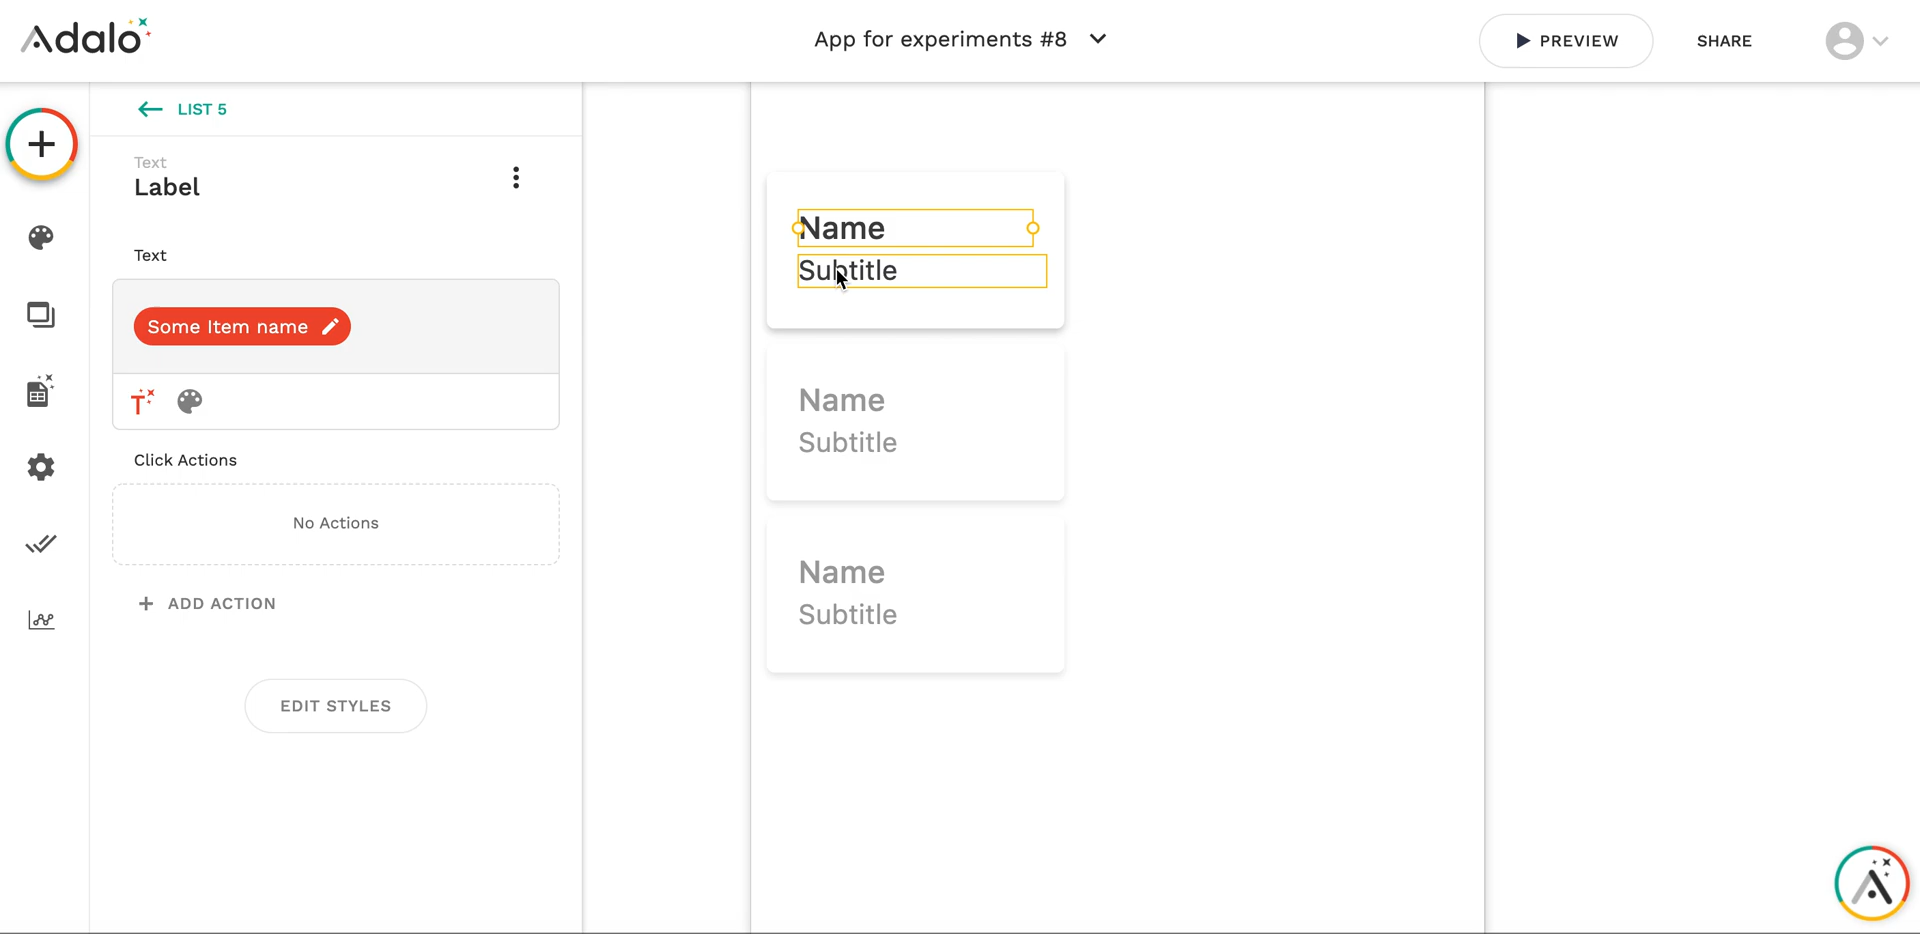 Adalo
App for experiments #8
PREVIEW
SHARE
LIST 5
Text
Label
Text
Some Item name
T
Click Actions
No Actions
ADD ACTION
EDIT STYLES
Name
Subtitle
Name
Subtitle
Name
Subtitle